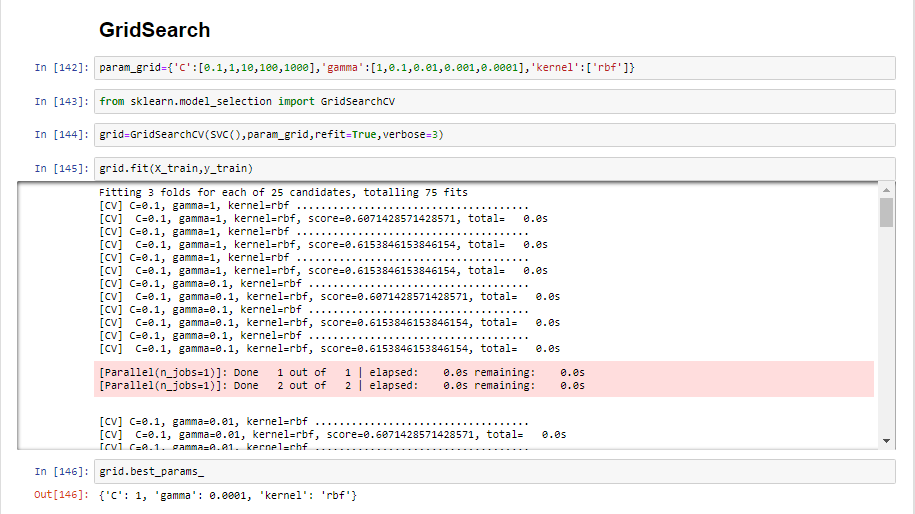 GridSearch
In [142]: param_grid={'C':[0.1,1,10,100,1000],'gamma':[1,0.1,0.01,0.001,0.0001],'kernel':['rbf']}
In [143]: from sklearn.model_selection import GridSearchCV
In [144]: grid=GridSearchCV(SVC(),param_grid,refit=True,verbose=3)
In [145]: grid.fit(X_train,y_train)
Fitting 3 folds for each of 25 candidates, totalling 75 fits
[CV] C=0.1, gamma=1, kernel=rbf ......................................
[CV]  C=0.1, gamma=1, kernel=rbf, score=0.6071428571428571, total=   0.0s
[CV] C=0.1, gamma=1, kernel=rbf ......................................
[CV]  C=0.1, gamma=1, kernel=rbf, score=0.6153846153846154, total=   0.0s
[CV] C=0.1, gamma=1, kernel=rbf ......................................
[CV]  C=0.1, gamma=1, kernel=rbf, score=0.6153846153846154, total=   0.0s
[CV] C=0.1, gamma=0.1, kernel=rbf ....................................
[CV]  C=0.1, gamma=0.1, kernel=rbf, score=0.6071428571428571, total=   0.0s
[CV] C=0.1, gamma=0.1, kernel=rbf ....................................
[CV]  C=0.1, gamma=0.1, kernel=rbf, score=0.6153846153846154, total=   0.0s
[CV] C=0.1, gamma=0.1, kernel=rbf ....................................
[CV]  C=0.1, gamma=0.1, kernel=rbf, score=0.6153846153846154, total=   0.0s
[Parallel(n_jobs=1)]: Done   1 out of   1 | elapsed:    0.0s remaining:    0.0s
[Parallel(n_jobs=1)]: Done   2 out of   2 | elapsed:    0.0s remaining:    0.0s
[CV] C=0.1, gamma=0.01, kernel=rbf ...................................
[CV]  C=0.1, gamma=0.01, kernel=rbf, score=0.6071428571428571, total=   0.0s
[CV] C=0.1, gamma=0.01, kernel=rbf ...................................
In [146]: grid.best_params_
Out[146]: {'C': 1, 'gamma': 0.0001, 'kernel': 'rbf'}